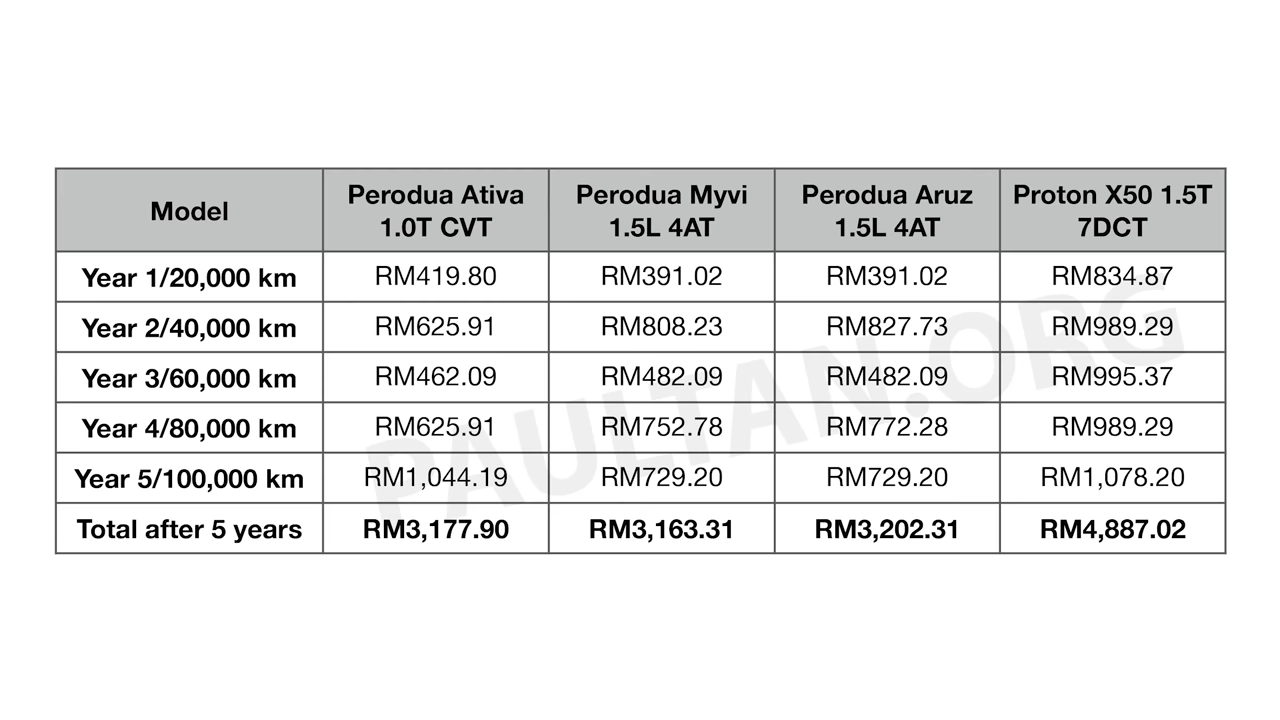 Model Perodua Ativa 1.0T CVT Perodua Myvi 1.5L 4AT Perodua Aruz 1.5L 4AT Proton X50 1.5T 7DCT
Year 1/20,000 km RM419.80 RM391.02 RM391.02 RM834.87
Year 2/40,000 km RM625.91 RM808.23 RM827.73 RM989.29
Year 3/60,000 km RM462.09 RM482.09 RM482.09 RM995.37
Year 4/80,000 km RM625.91 RM752.78 RM772.28 RM989.29
Year 5/100,000 km RM1,044.19 RM729.20 RM729.20 RM1,078.20
Total after 5 years RM3,177.90 RM3,163.31 RM3,202.31 RM4,887.02
PAULTAN.ORG